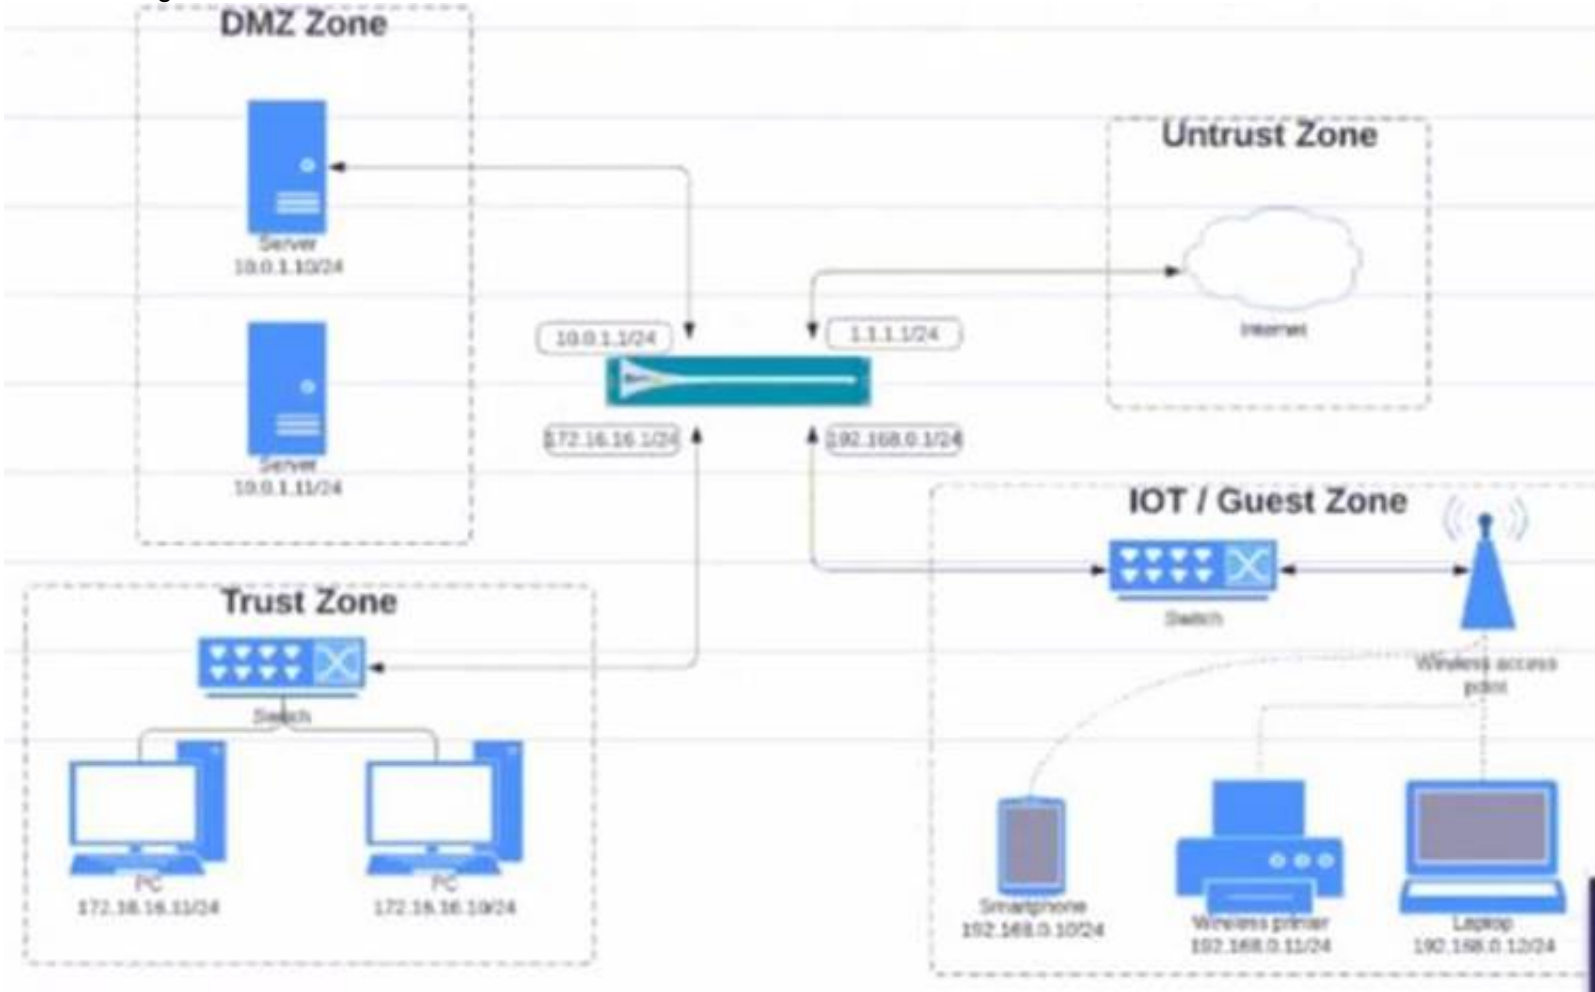 DMZ Zone
Server
10.0.1.10/24
Server
10.0.1.11/24
Untrust Zone
Internet
10.0.1.1/24
1.1.1.1/24
172.16.16.1/24
192.168.0.1/24
Trust Zone
Switch
PC
172.16.16.11/24
PC
172.16.16.10/24
IOT / Guest Zone
Switch
Wireless access
point
Smartphone
192.168.0.10/24
Wireless printer
192.168.0.11/24
Laptop
192.168.0.12/24